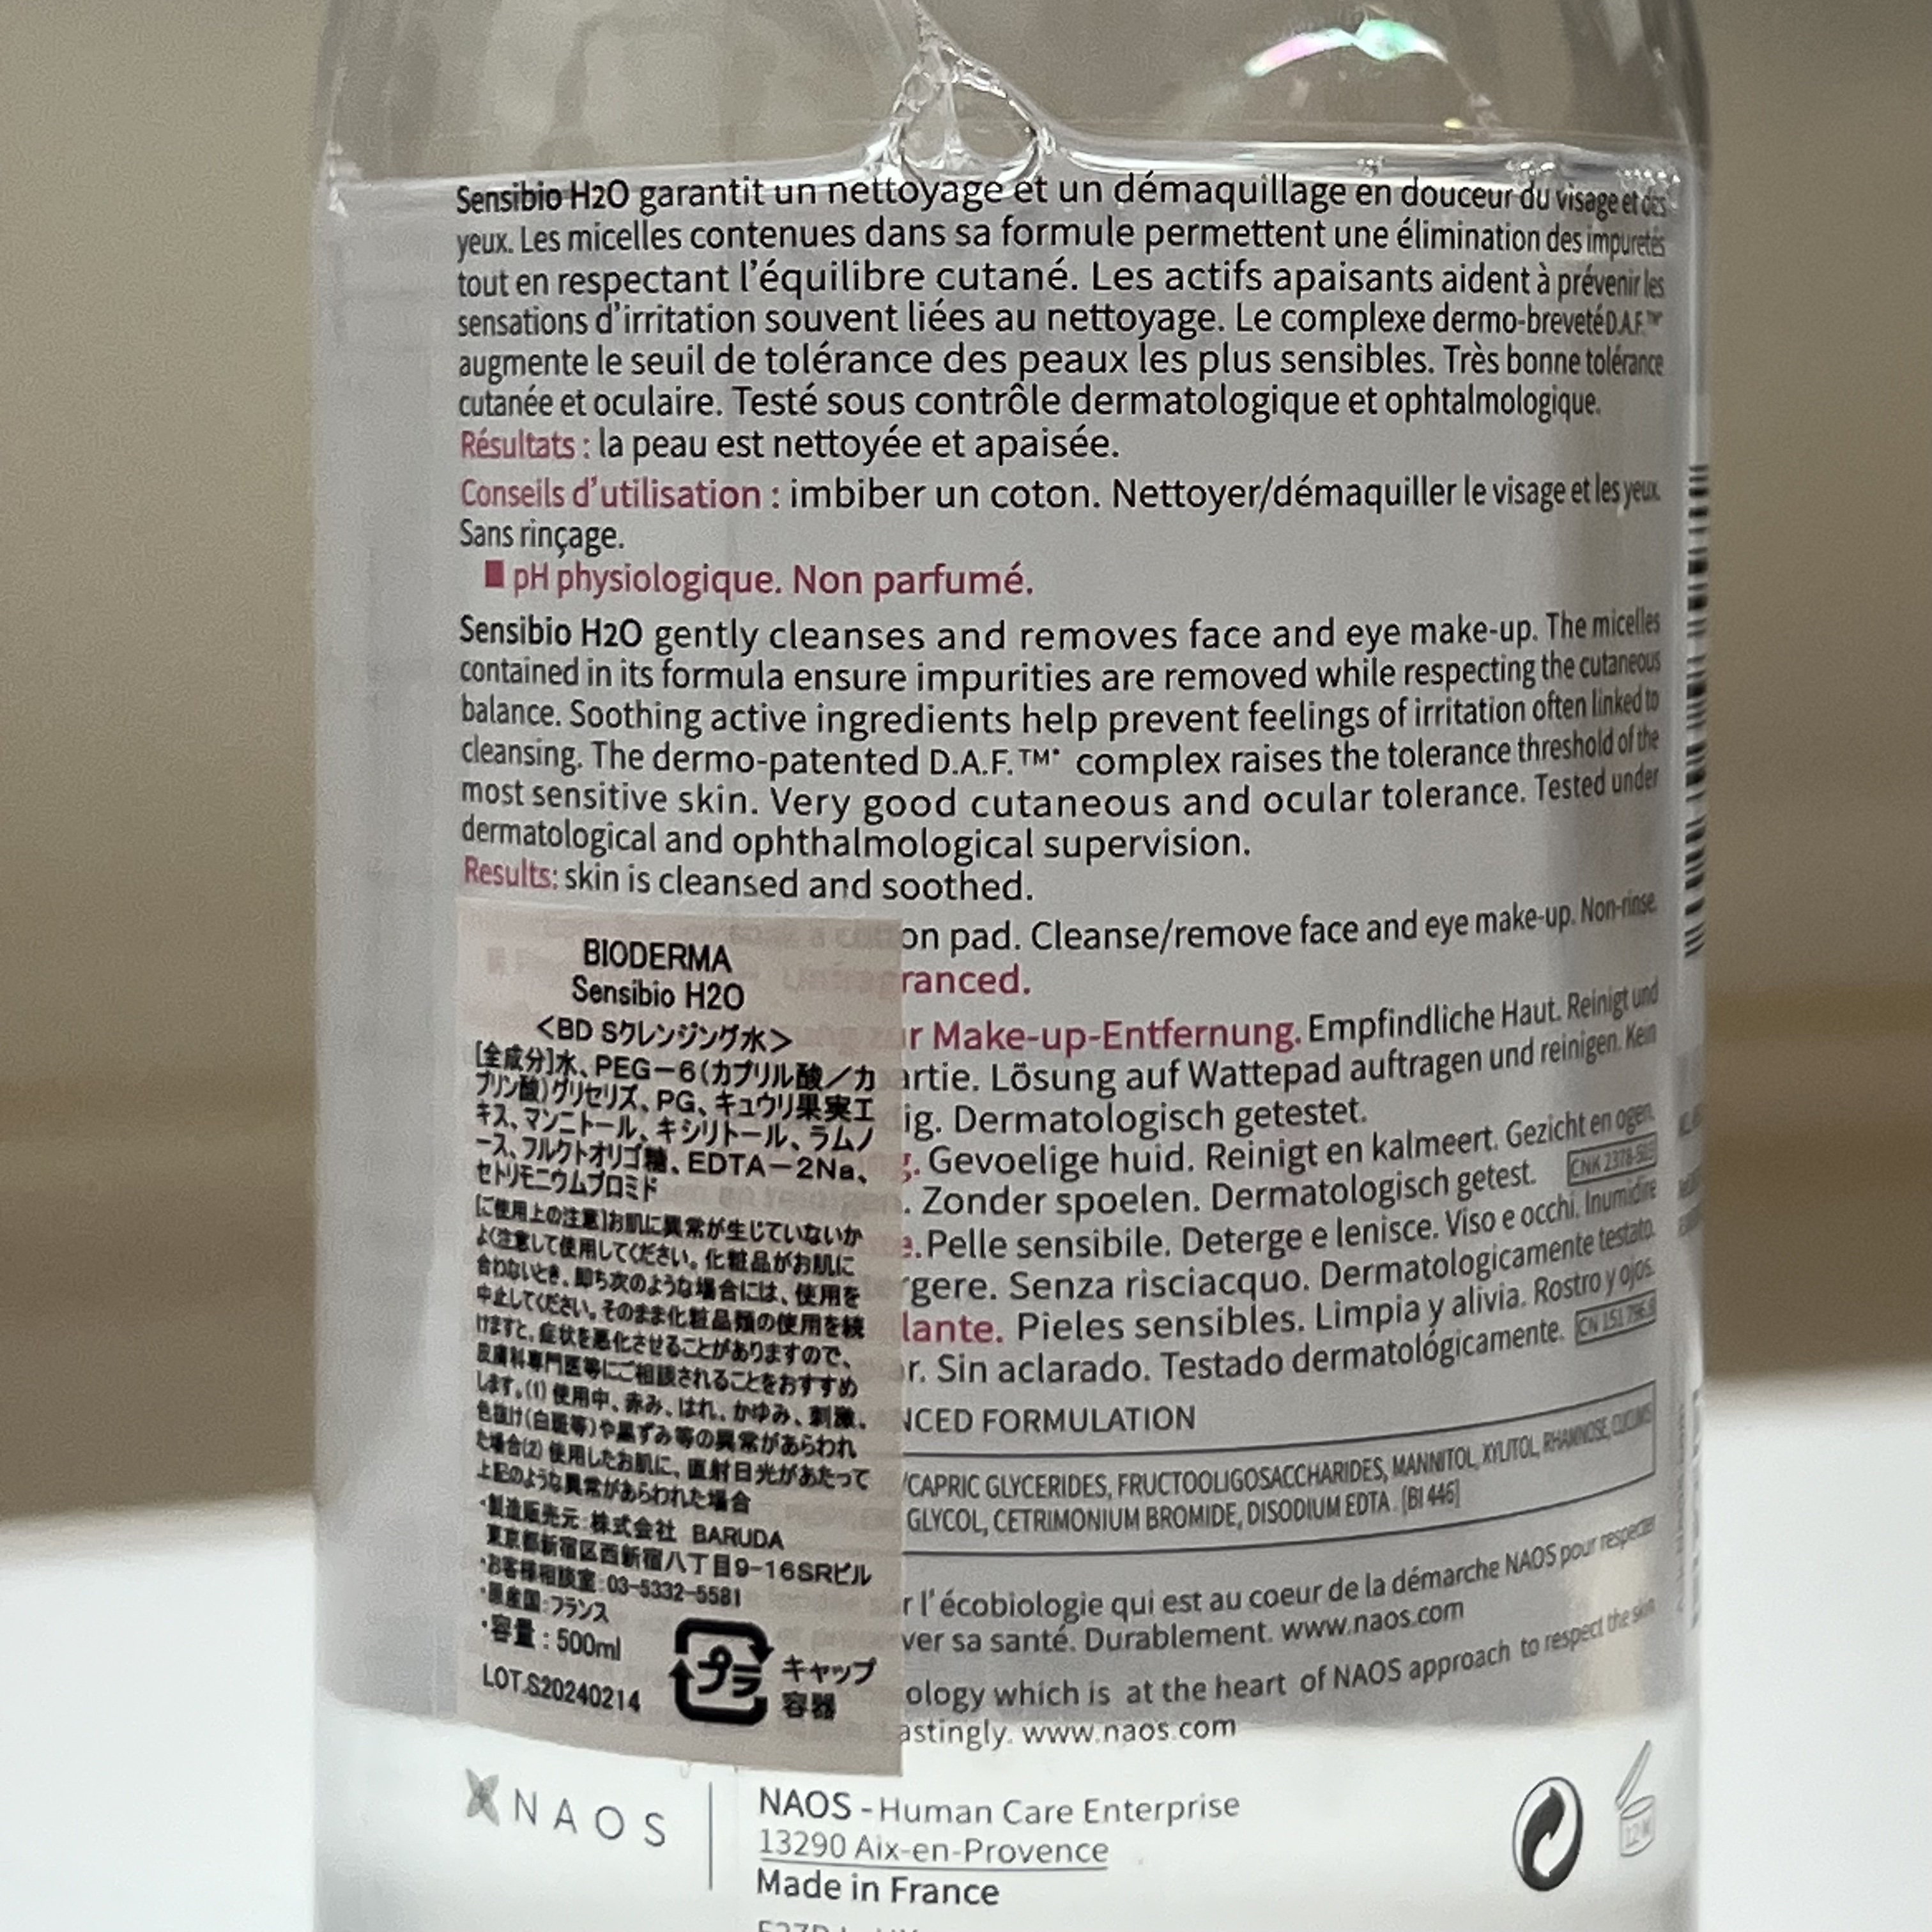 Sensibio H2O garantit un nettoyage et un démaquillage en douceur du visage et des
yeux. Les micelles contenues dans sa formule permettent une élimination des impuretés
tout en respectant l'équilibre cutané. Les actifs apaisants aident à prévenir les
sensations d'irritation souvent liées au nettoyage. Le complexe dermo-breveté D.A.F.™
augmente le seuil de tolérance des peaux les plus sensibles. Très bonne tolérance
cutanée et oculaire. Testé sous contrôle dermatologique et ophtalmologique.
Résultats : la peau est nettoyée et apaisée.
Conseils d'utilisation : imbiber un coton. Nettoyer/démaquiller le visage et les yeux.
Sans rinçage.
pH physiologique. Non parfumé.
Sensibio H2O gently cleanses and removes face and eye make-up. The micelles
contained in its formula ensure impurities are removed while respecting the cutaneous
balance. Soothing active ingredients help prevent feelings of irritation often linked to
cleansing. The dermo-patented D.A.F.™* complex raises the tolerance threshold of the
most sensitive skin. Very good cutaneous and ocular tolerance. Tested under
dermatological and ophthalmological supervision.
Results: skin is cleansed and soothed.
on pad. Cleanse/remove face and eye make-up. Non-rinse.
ranced.
r Make-up-Entfernung. Empfindliche Haut. Reinigt und
artie. Lösung auf Wattepad auftragen und reinigen. Kein
ig. Dermatologisch getestet.
. Gevoelige huid. Reinigt en kalmeert. Gezicht en ogen.
. Zonder spoelen. Dermatologisch getest.
e. Pelle sensibile. Deterge e lenisce. Viso e occhi. Inumidire
rgere. Senza risciacquo. Dermatologicamente testato.
lante. Pieles sensibles. Limpia y alivia. Rostro y ojos.
r. Sin aclarado. Testado dermatológicamente.
NCED FORMULATION
/CAPRIC GLYCERIDES, FRUCTOOLIGOSACCHARIDES, MANNITOL, XYLITOL, RHAMNOSE, CUCUMIS
GLYCOL, CETRIMONIUM BROMIDE, DISODIUM EDTA. [BI 446]
r l'écobiologie qui est au coeur de la démarche NAOS pour respecter
ver sa santé. Durablement. www.naos.com
ology which is at the heart of NAOS approach to respect the skin
astingly. www.naos.com
BIODERMA
Sensibio H2O
<BD Sクレンジング水>
[全成分]水、PEG-6(カプリル酸/カ
プリン酸)グリセリズ、PG、キュウリ果実エ
キス、マンニトール、キシリトール、ラムノ
ース、フルクトオリゴ糖、EDTA-2Na、
セトリモニウムブロミド
[ご使用上の注意]お肌に異常が生じていないか
よく注意して使用してください。化粧品がお肌に
合わないとき、即ち次のような場合には、使用を
中止してください。そのまま化粧品類の使用を続
けますと、症状を悪化させることがありますので、
皮膚科専門医等にご相談されることをおすすめ
します。(1) 使用中、赤み、はれ、かゆみ、刺激、
色抜け(白斑等)や黒ずみ等の異常があらわれ
た場合(2) 使用したお肌に、直射日光があたって
上記のような異常があらわれた場合
・製造販売元:株式会社 BARUDA
東京都新宿区西新宿八丁目9-16SRビル
・お客様相談室:03-5332-5581
・原産国:フランス
・容量:500ml
LOT.S20240214
プラ
キャップ
容器
NAOS
NAOS - Human Care Enterprise
13290 Aix-en-Provence
Made in France
12 M